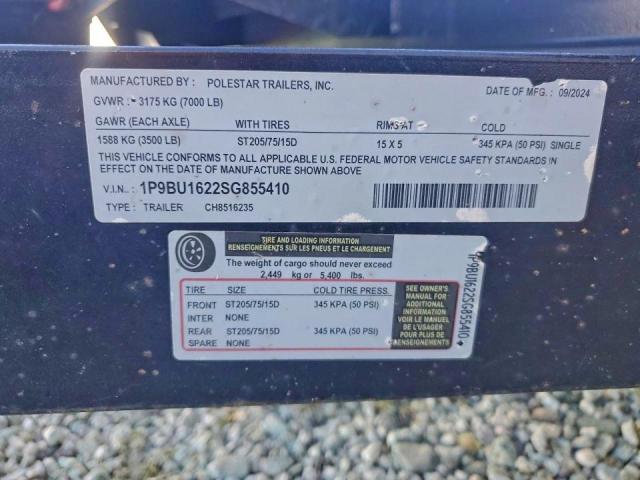 MANUFACTURED BY : POLESTAR TRAILERS, INC.
DATE OF MFG. : 09/2024
GVWR : 3175 KG (7000 LB)
GAWR (EACH AXLE) WITH TIRES RIMS AT COLD
1588 KG (3500 LB) ST205/75/15D 15 X 5 345 KPA (50 PSI) SINGLE
THIS VEHICLE CONFORMS TO ALL APPLICABLE U.S. FEDERAL MOTOR VEHICLE SAFETY STANDARDS IN
EFFECT ON THE DATE OF MANUFACTURE SHOWN ABOVE
V.I.N. : 1P9BU1622SG855410
TYPE : TRAILER CH8516235
TIRE AND LOADING INFORMATION
RENSEIGNEMENTS SUR LES PNEUS ET LE CHARGEMENT
The weight of cargo should never exceed
2,449 kg or 5,400 lbs.
TIRE SIZE COLD TIRE PRESS.
FRONT ST205/75/15D 345 KPA (50 PSI)
INTER NONE
REAR ST205/75/15D 345 KPA (50 PSI)
SPARE NONE
SEE OWNER'S
MANUAL FOR
ADDITIONAL
INFORMATION
VOIR LE MANUEL
DE L'USAGER
POUR PLUS DE
RENSEIGNEMENTS
1P9BU1622SG855410